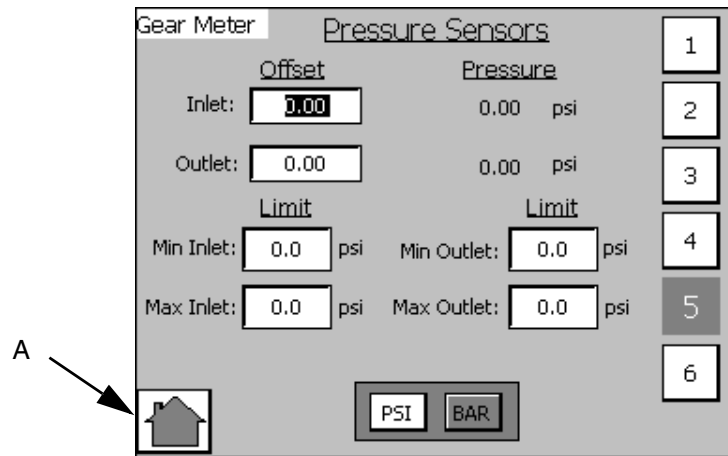 Gear Meter
Pressure Sensors
Offset Pressure
Inlet: 0.00 0.00 psi
Outlet: 0.00 0.00 psi
Limit Limit
Min Inlet: 0.0 psi Min Outlet: 0.0 psi
Max Inlet: 0.0 psi Max Outlet: 0.0 psi
PSI BAR
1
2
3
4
5
6
A